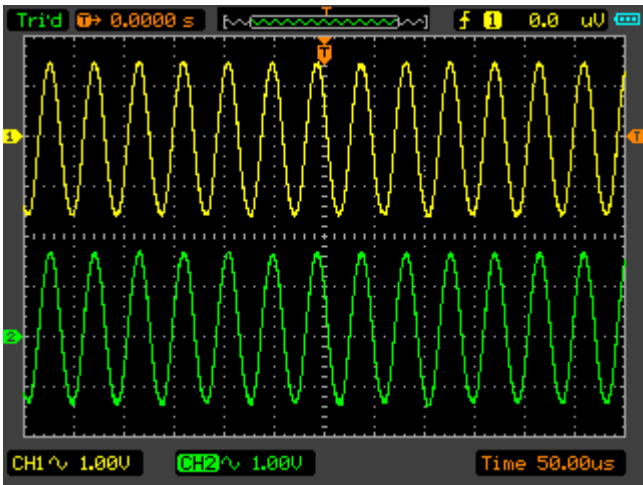 Tri'd T→ 0.0000 s T 1 0.0 uV
T
1 T
2
CH1 ∿ 1.00V CH2 ∿ 1.00V Time 50.00us